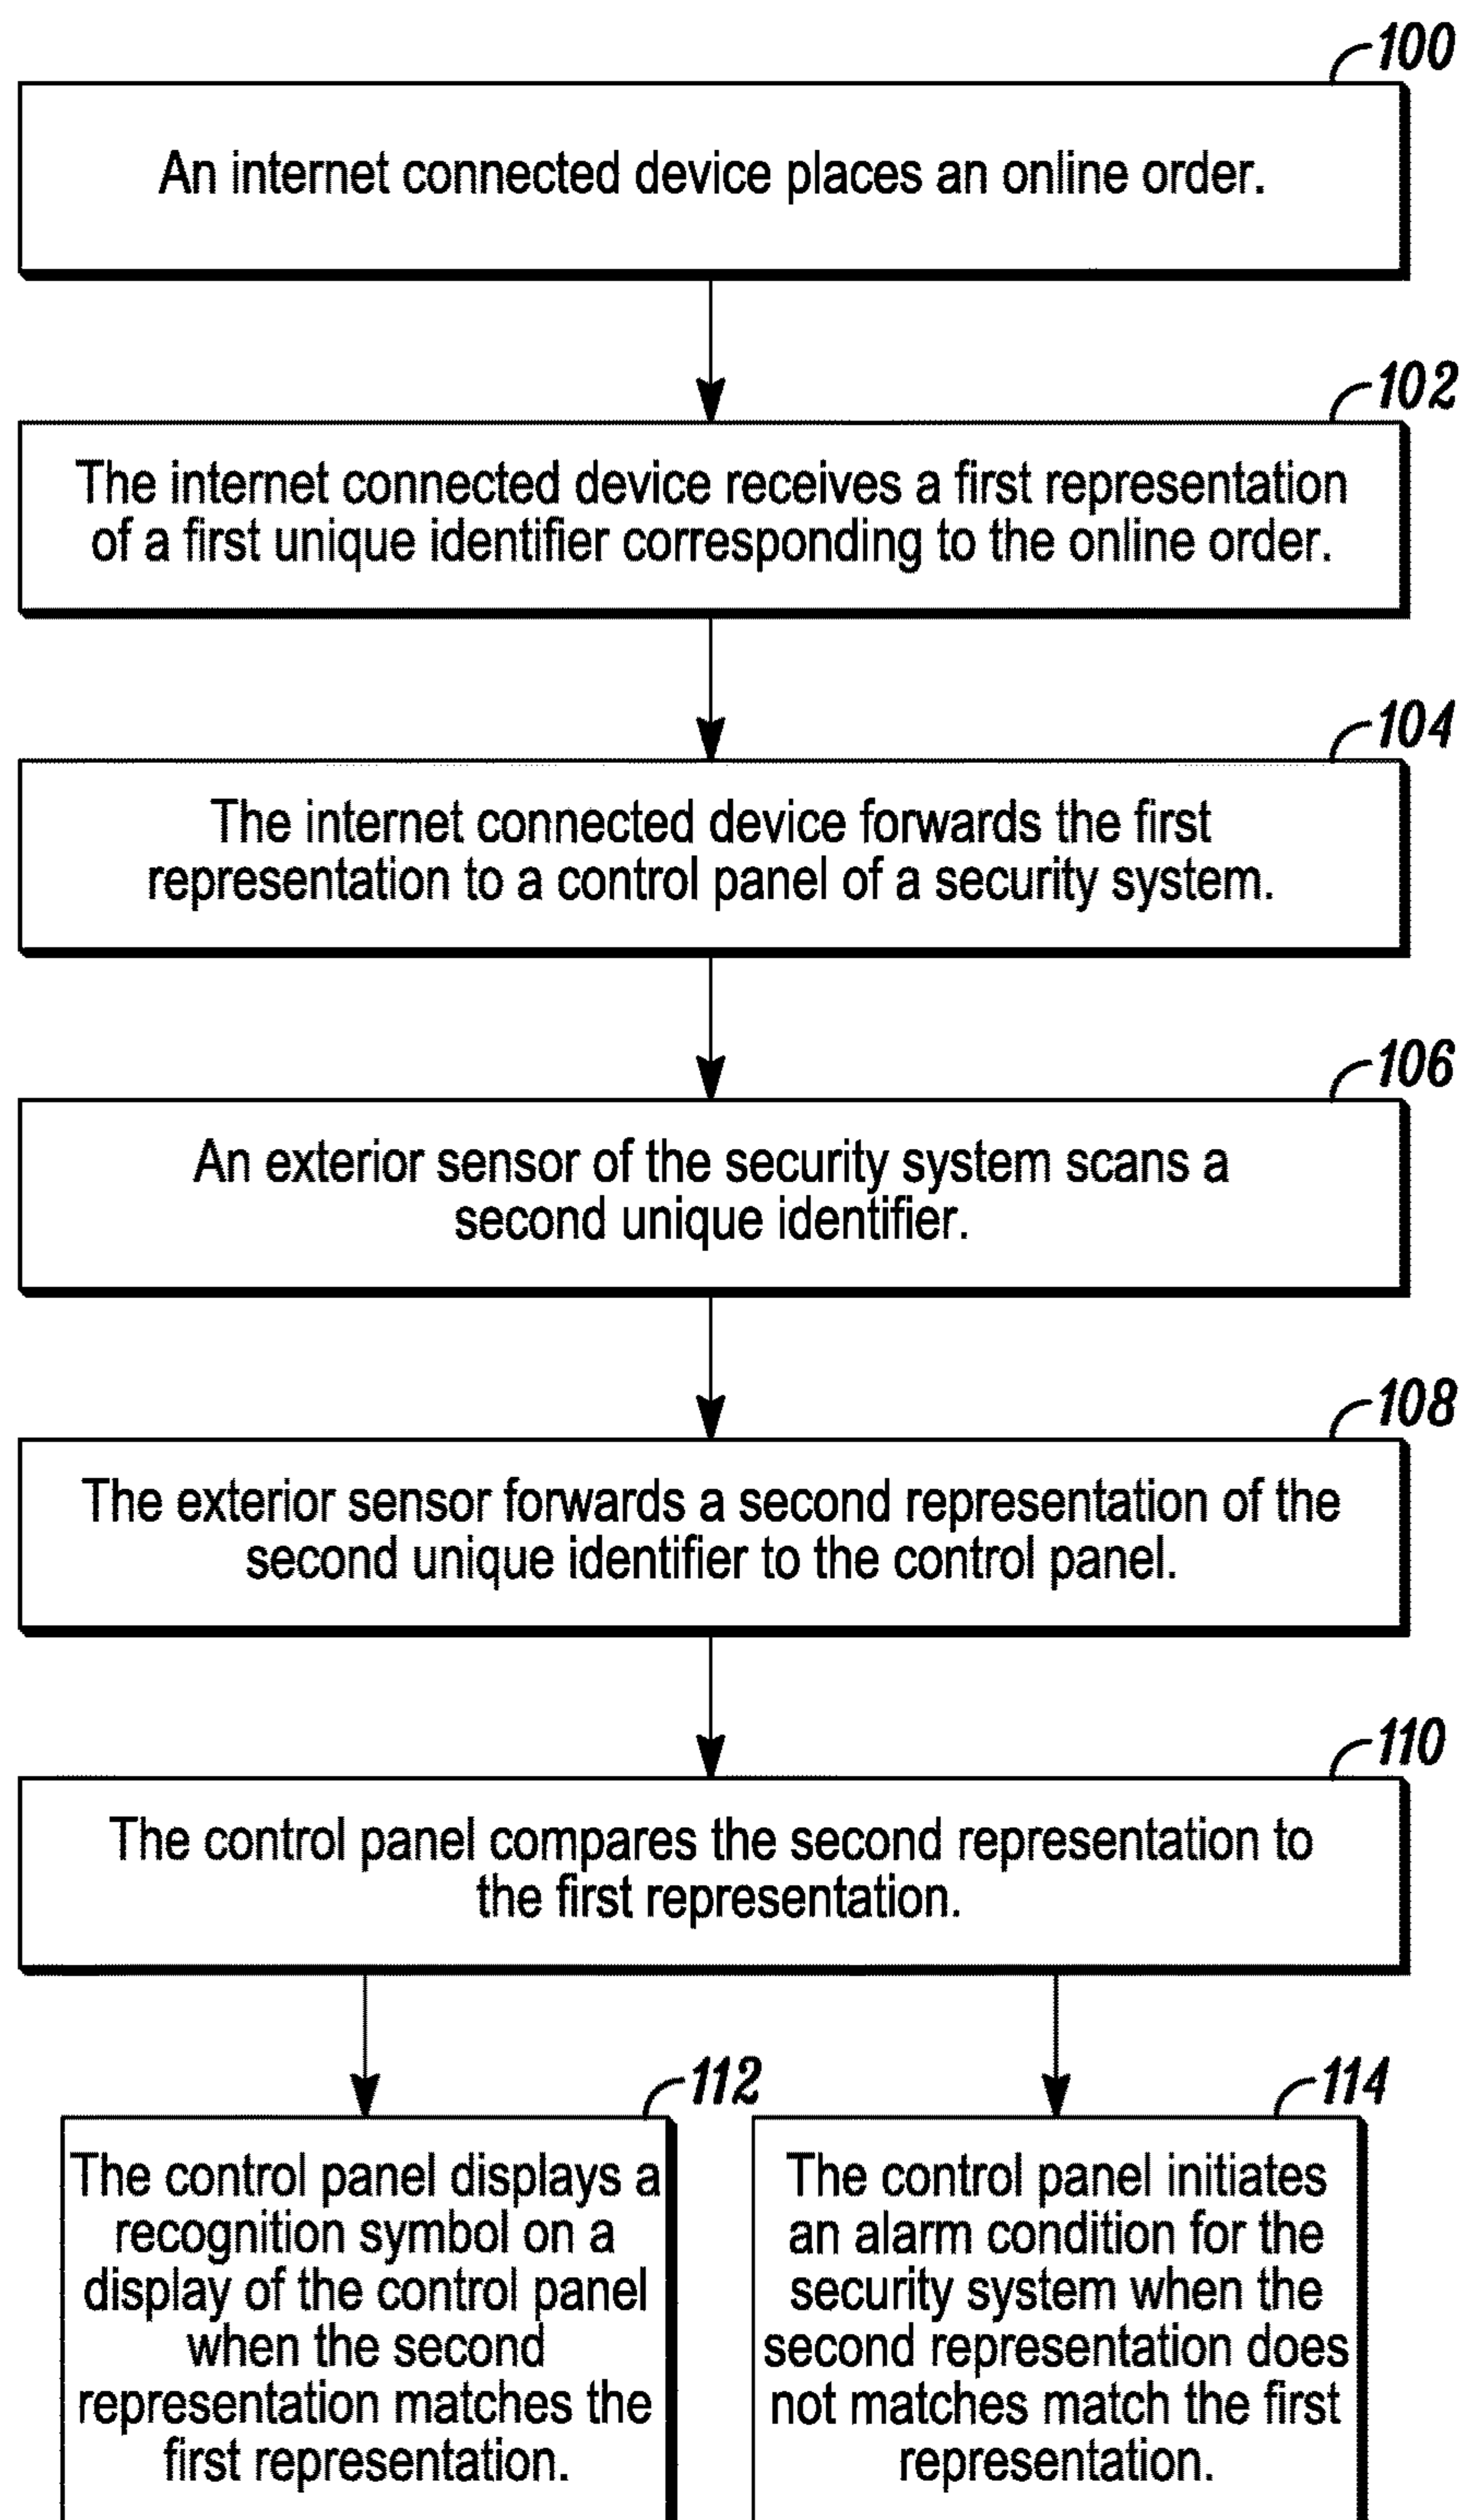 100
An internet connected device places an online order.
102
The internet connected device receives a first representation
of a first unique identifier corresponding to the online order.
104
The internet connected device forwards the first
representation to a control panel of a security system.
106
An exterior sensor of the security system scans a
second unique identifier.
108
The exterior sensor forwards a second representation of the
second unique identifier to the control panel.
110
The control panel compares the second representation to
the first representation.
112
The control panel displays a
recognition symbol on a
display of the control panel
when the second
representation matches the
first representation.
114
The control panel initiates
an alarm condition for the
security system when the
second representation does
not matches match the first
representation.